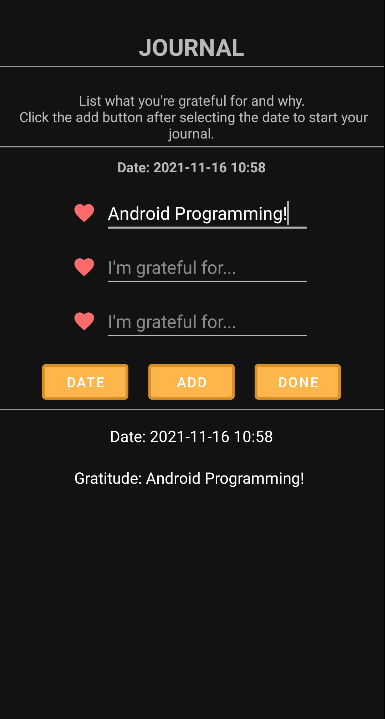 JOURNAL
List what you're grateful for and why.
Click the add button after selecting the date to start your
journal.
Date: 2021-11-16 10:58
Android Programming!
I'm grateful for...
I'm grateful for...
DATE ADD DONE
Date: 2021-11-16 10:58
Gratitude: Android Programming!